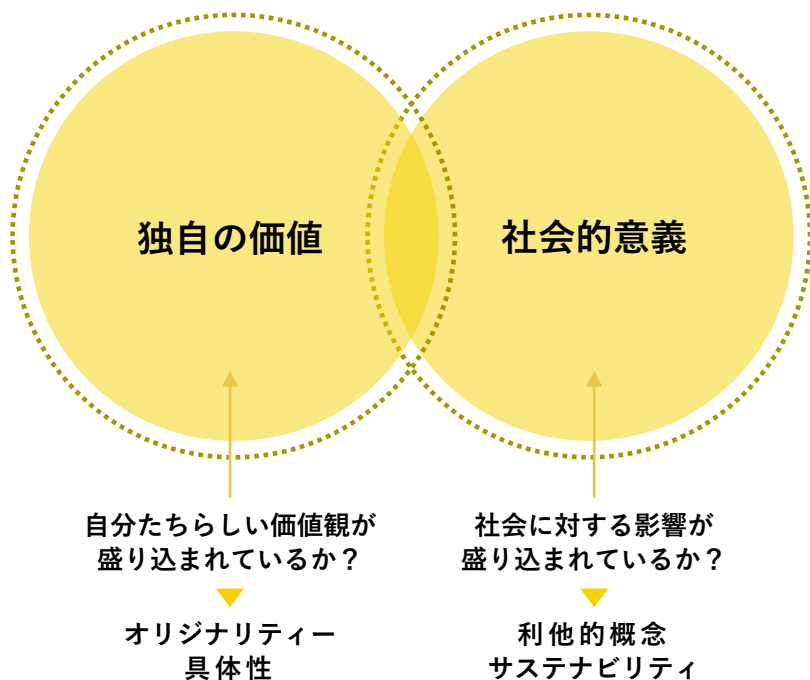 独自の価値
社会的意義
自分たちらしい価値観が
盛り込まれているか？
オリジナリティー
具体性
社会に対する影響が
盛り込まれているか？
利他的概念
サステナビリティ